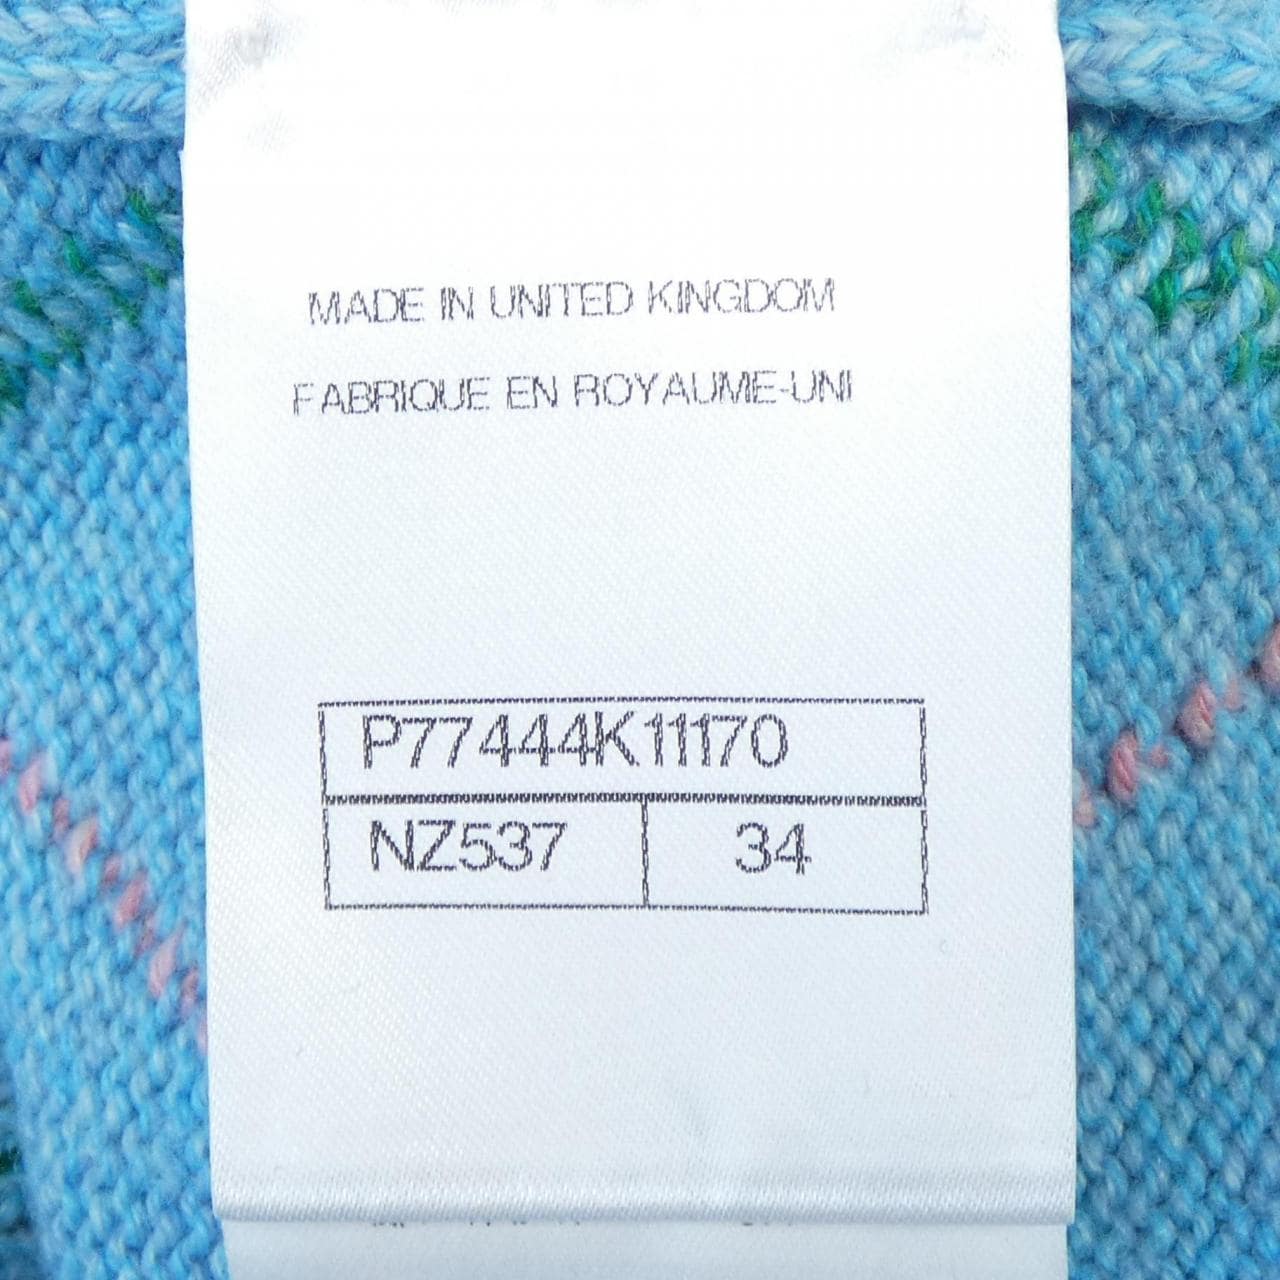 MADE IN UNITED KINGDOM
FABRIQUE EN ROYAUME-UNI
P77444K11170
NZ537 34